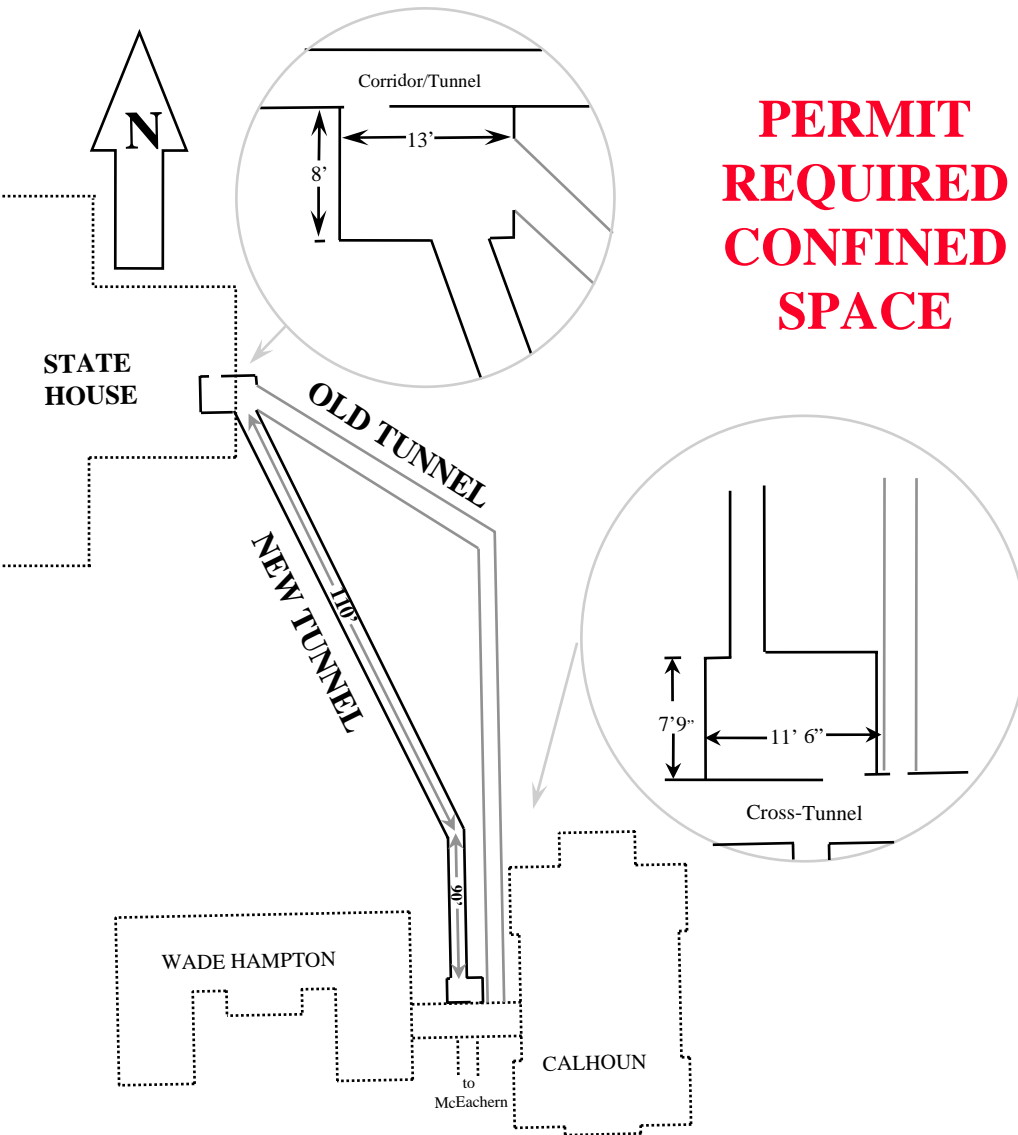 N
Corridor/Tunnel
13’
8’
PERMIT
REQUIRED
CONFINED
SPACE
STATE
HOUSE
OLD TUNNEL
NEW TUNNEL
110’
7’9”
11’ 6”
Cross-Tunnel
90’
WADE HAMPTON
CALHOUN
to
McEachern